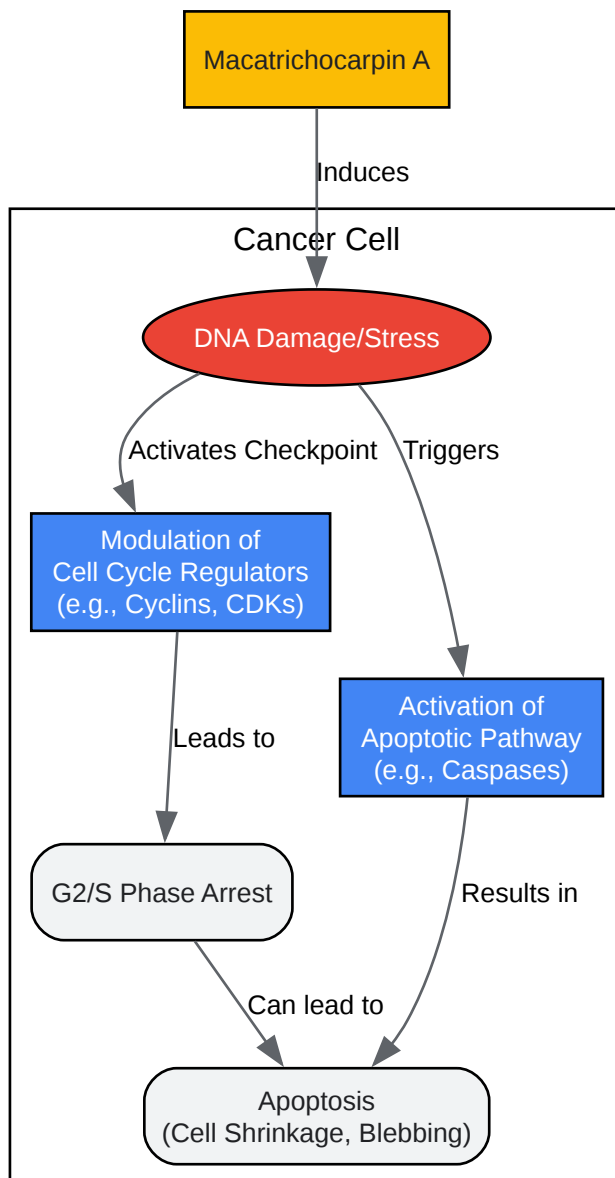 Macatrichocarpin A
Induces
Cancer Cell
DNA Damage/Stress
Activates Checkpoint
Triggers
Modulation of
Cell Cycle Regulators
(e.g., Cyclins, CDKs)
Activation of
Apoptotic Pathway
(e.g., Caspases)
Leads to
G2/S Phase Arrest
Results in
Can lead to
Apoptosis
(Cell Shrinkage, Blebbing)